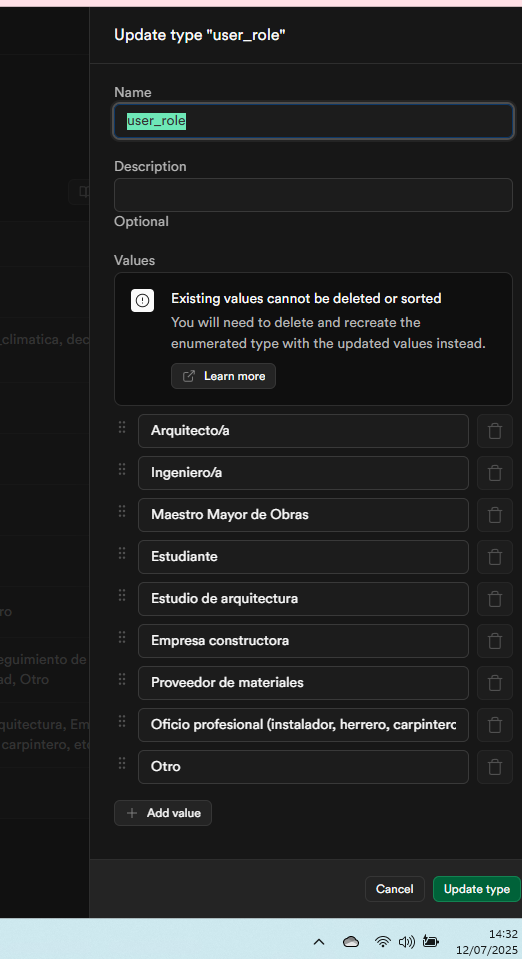 Update type "user_role"
Name
user_role
Description
Optional
Values
Existing values cannot be deleted or sorted
You will need to delete and recreate the
enumerated type with the updated values instead.
Learn more
_climatica, dec
Arquitecto/a
Ingeniero/a
Maestro Mayor de Obras
Estudiante
Estudio de arquitectura
ro
Empresa constructora
eguimiento de
ad, Otro
Proveedor de materiales
quitectura, Em
Oficio profesional (instalador, herrero, carpintero
carpintero, etc
Otro
Add value
Cancel
Update type
14:32
12/07/2025